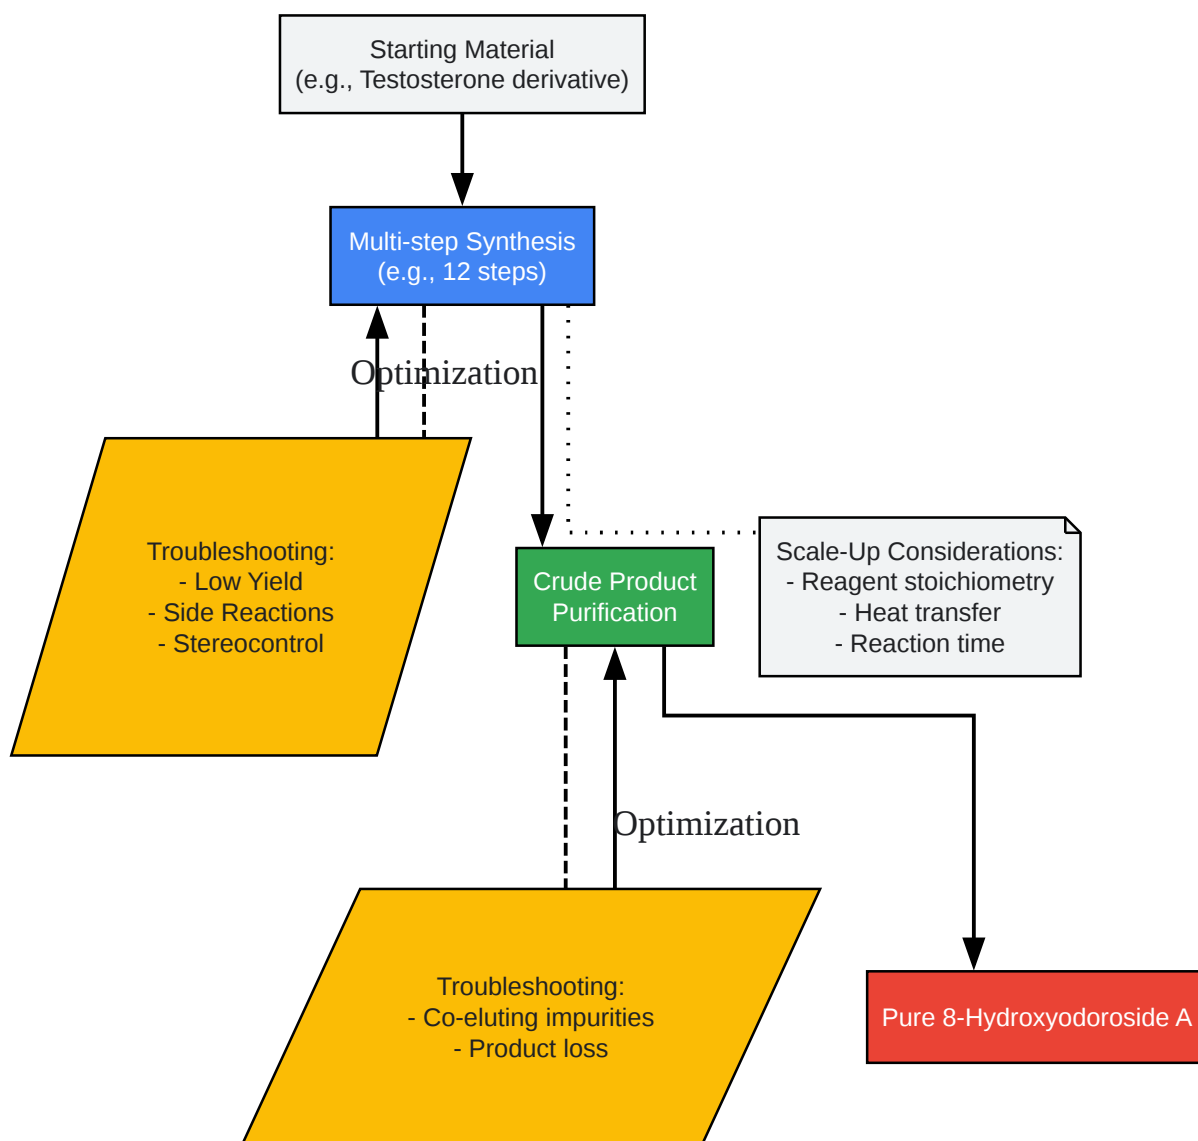 Starting Material
(e.g., Testosterone derivative)
Multi-step Synthesis
(e.g., 12 steps)
Optimization
Troubleshooting:
- Low Yield
- Side Reactions
- Stereocontrol
Scale-Up Considerations:
- Reagent stoichiometry
- Heat transfer
- Reaction time
Crude Product
Purification
Optimization
Troubleshooting:
- Co-eluting impurities
- Product loss
Pure 8-Hydroxyodoroside A